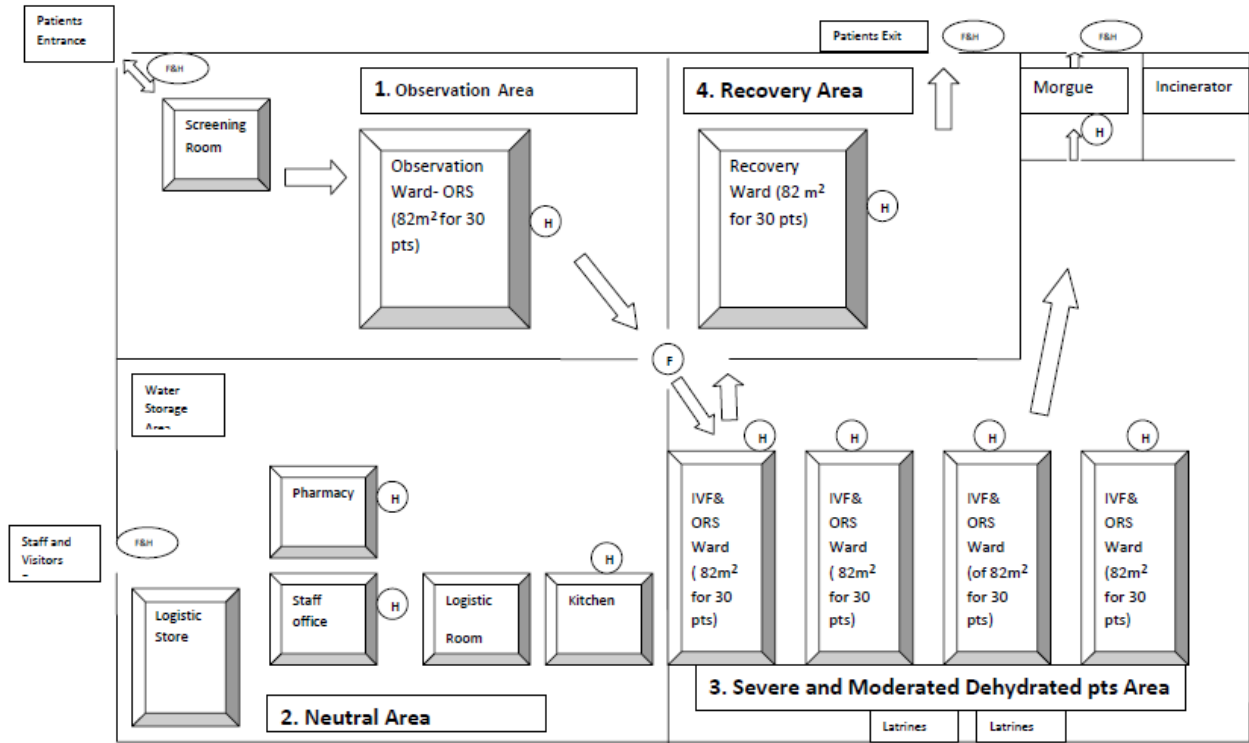 Patients
Entrance
F&H
Screening
Room
1. Observation Area
Observation
Ward- ORS
(82m² for 30
pts)
H
4. Recovery Area
Recovery
Ward (82 m²
for 30 pts)
H
Patients Exit
F&H
F&H
Morgue
Incinerator
H
F
Water
Storage
Area
Staff and
Visitors
F&H
Pharmacy
H
Staff
office
H
Logistic
Room
H
Kitchen
Logistic
Store
2. Neutral Area
H
H
H
H
IVF&
ORS
Ward
( 82m²
for 30
pts)
IVF&
ORS
Ward
( 82m²
for 30
pts)
IVF&
ORS
Ward
(of 82m²
for 30
pts)
IVF&
ORS
Ward
(82m²
for 30
pts)
3. Severe and Moderated Dehydrated pts Area
Latrines
Latrines